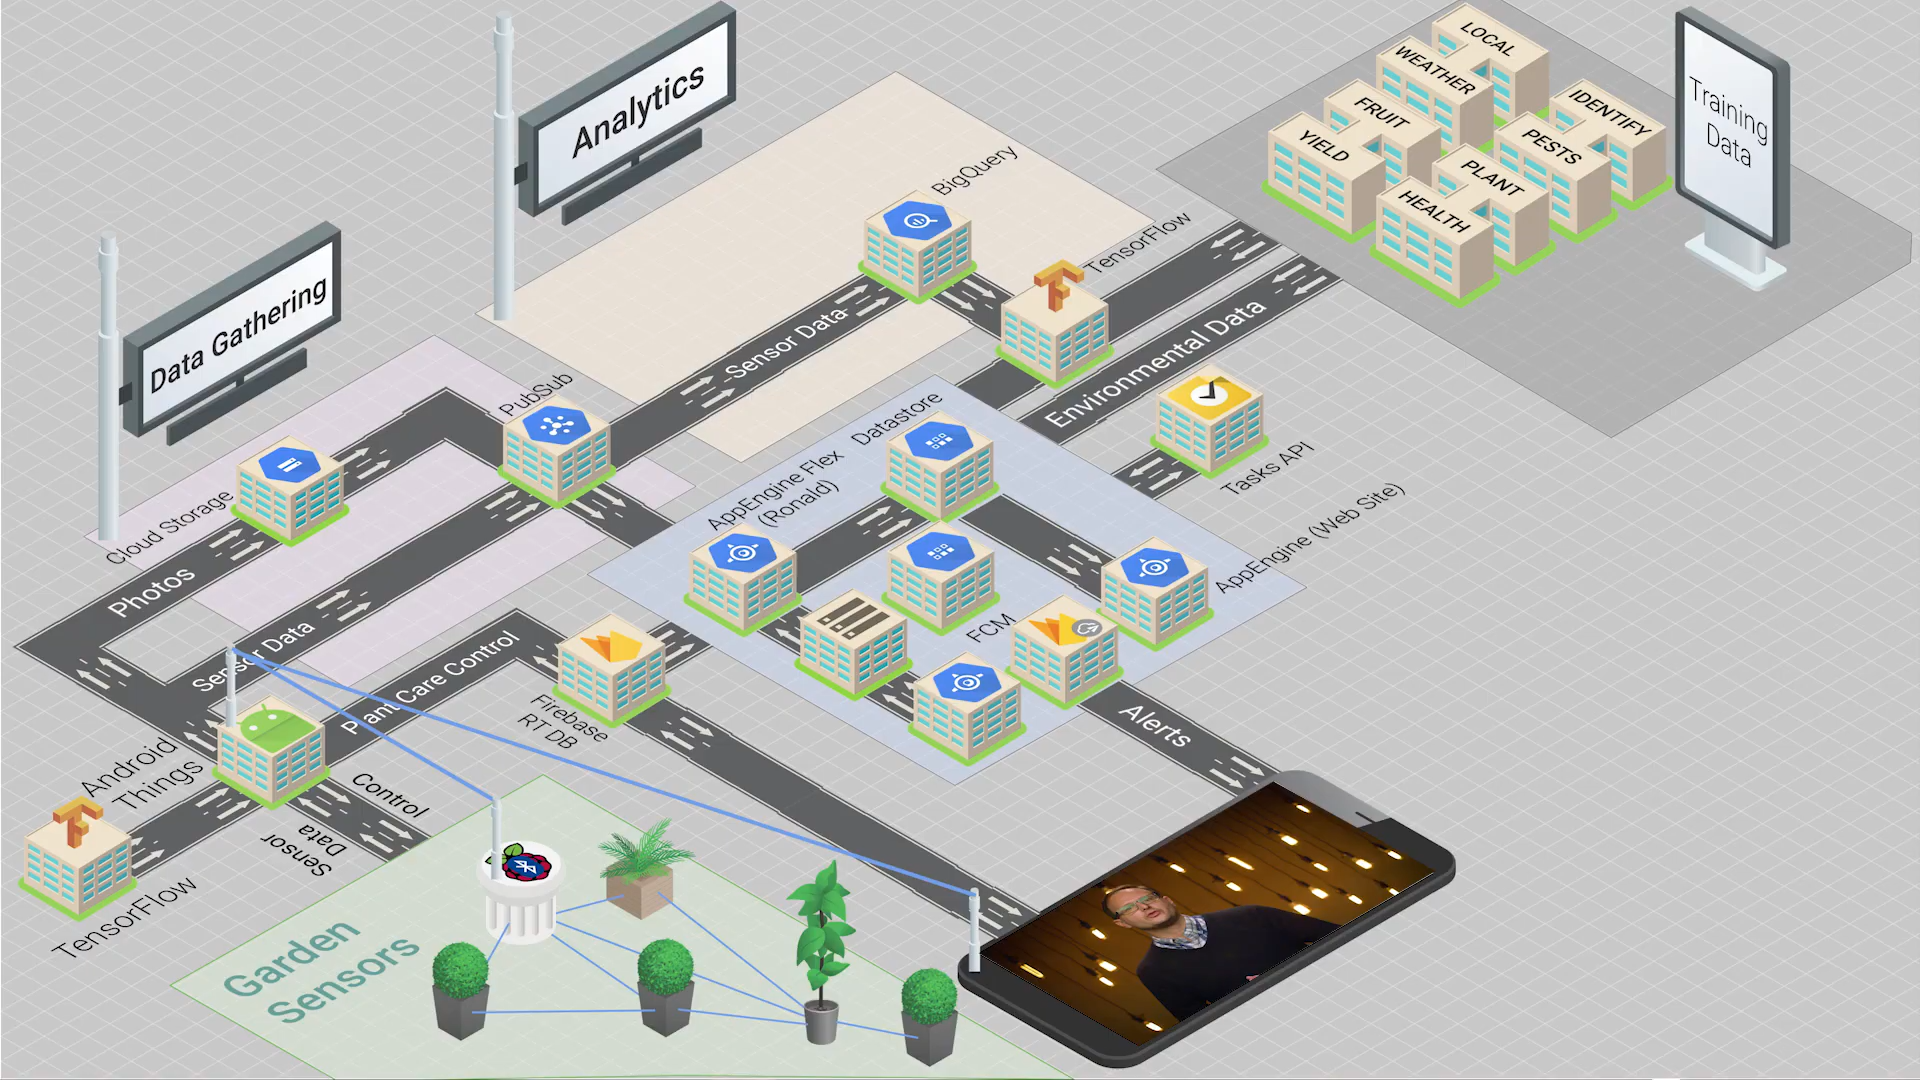 LOCAL
WEATHER
FRUIT
YIELD
IDENTIFY
PESTS
PLANT
HEALTH
Training
Data
Analytics
BigQuery
TensorFlow
Data Gathering
Sensor Data
Environmental Data
PubSub
Cloud Storage
Datastore
AppEngine Flex
(Ronald)
Tasks API
AppEngine (Web Site)
Photos
Sensor Data
Plant Care Control
FCM
Firebase
RT DB
Alerts
Android
Things
Control
Sensor
Data
TensorFlow
Garden
Sensors